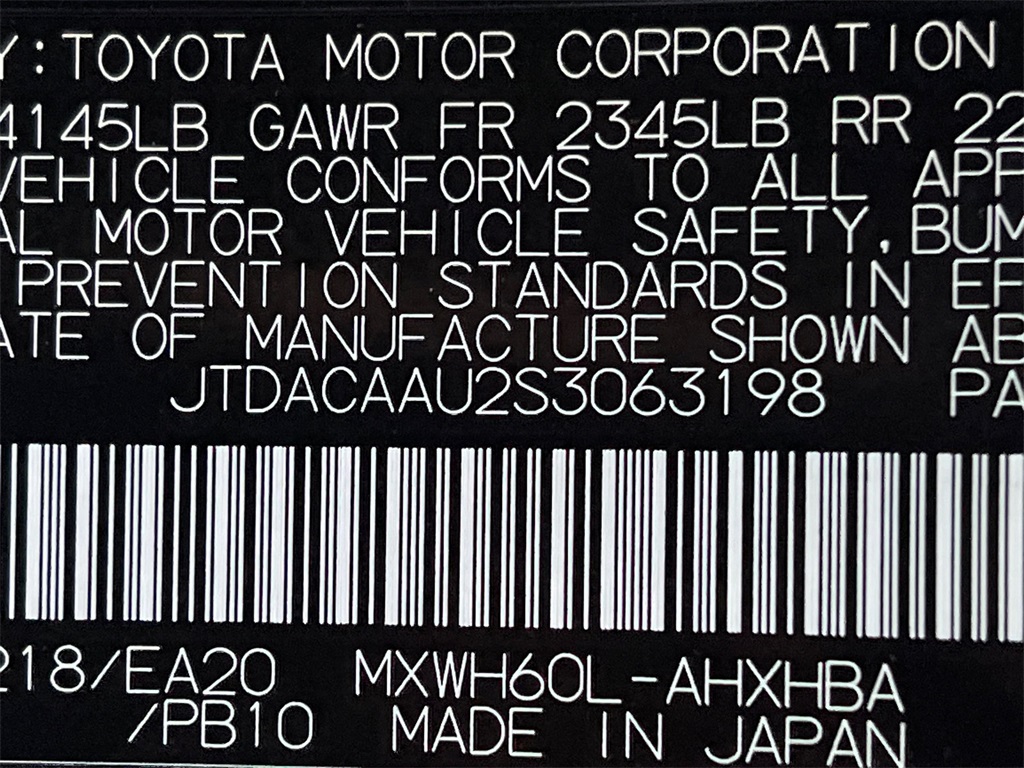 Y:TOYOTA MOTOR CORPORATION
4145LB GAWR FR 2345LB RR 22
VEHICLE CONFORMS TO ALL APP
AL MOTOR VEHICLE SAFETY, BUM
PREVENTION STANDARDS IN EF
ATE OF MANUFACTURE SHOWN AB
JTDACAAU2S3063198 PA
218/EA20 MXWH60L-AHXHBA
/PB10 MADE IN JAPAN